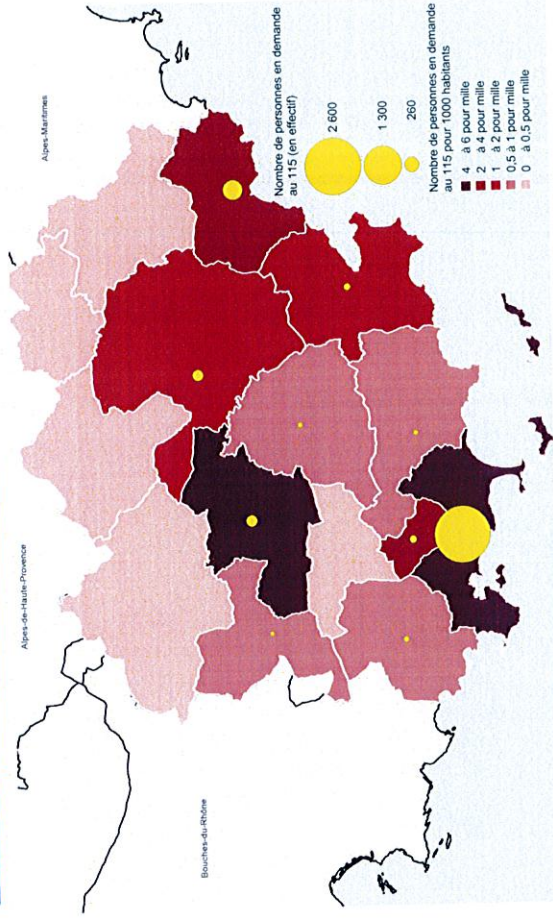 Alpes-de-Haute-Provence
Alpes-Maritimes
Bouches-du-Rhône
Nombre de personnes en demande
au 115 (en effectif)
2 600
1 300
260
Nombre de personnes en demande
au 115 pour 1000 habitants
4 à 6 pour mille
2 à 4 pour mille
1 à 2 pour mille
0,5 à 1 pour mille
0 à 0,5 pour mille